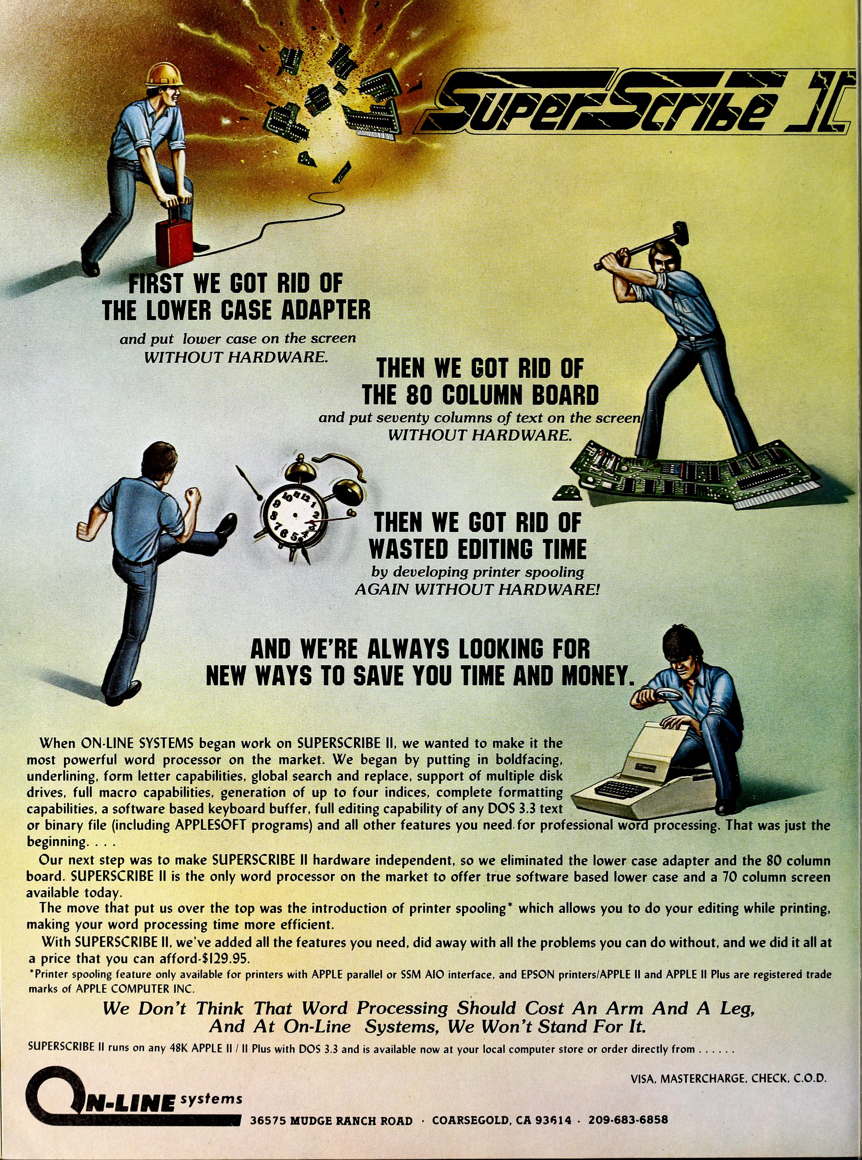 SUPER SCRIBE II
FIRST WE GOT RID OF
THE LOWER CASE ADAPTER
and put lower case on the screen
WITHOUT HARDWARE.
THEN WE GOT RID OF
THE 80 COLUMN BOARD
and put seventy columns of text on the screen
WITHOUT HARDWARE.
THEN WE GOT RID OF
WASTED EDITING TIME
by developing printer spooling
AGAIN WITHOUT HARDWARE!
AND WE'RE ALWAYS LOOKING FOR
NEW WAYS TO SAVE YOU TIME AND MONEY.
When ON-LINE SYSTEMS began work on SUPERSCRIBE II, we wanted to make it the
most powerful word processor on the market. We began by putting in boldfacing,
underlining, form letter capabilities, global search and replace, support of multiple disk
drives, full macro capabilities, generation of up to four indices, complete formatting
capabilities, a software based keyboard buffer, full editing capability of any DOS 3.3 text
or binary file (including APPLESOFT programs) and all other features you need for professional word processing. That was just the
beginning. . . .
Our next step was to make SUPERSCRIBE II hardware independent, so we eliminated the lower case adapter and the 80 column
board. SUPERSCRIBE II is the only word processor on the market to offer true software based lower case and a 70 column screen
available today.
The move that put us over the top was the introduction of printer spooling* which allows you to do your editing while printing,
making your word processing time more efficient.
With SUPERSCRIBE II, we've added all the features you need, did away with all the problems you can do without, and we did it all at
a price that you can afford-$129.95.
*Printer spooling feature only available for printers with APPLE parallel or SSM AIO interface, and EPSON printers/APPLE II and APPLE II Plus are registered trade
marks of APPLE COMPUTER INC.
We Don't Think That Word Processing Should Cost An Arm And A Leg,
And At On-Line Systems, We Won't Stand For It.
SUPERSCRIBE II runs on any 48K APPLE II / II Plus with DOS 3.3 and is available now at your local computer store or order directly from . . . . . .
VISA, MASTERCHARGE, CHECK, C.O.D.
ON-LINE systems
36575 MUDGE RANCH ROAD · COARSEGOLD, CA 93614 · 209-683-6858